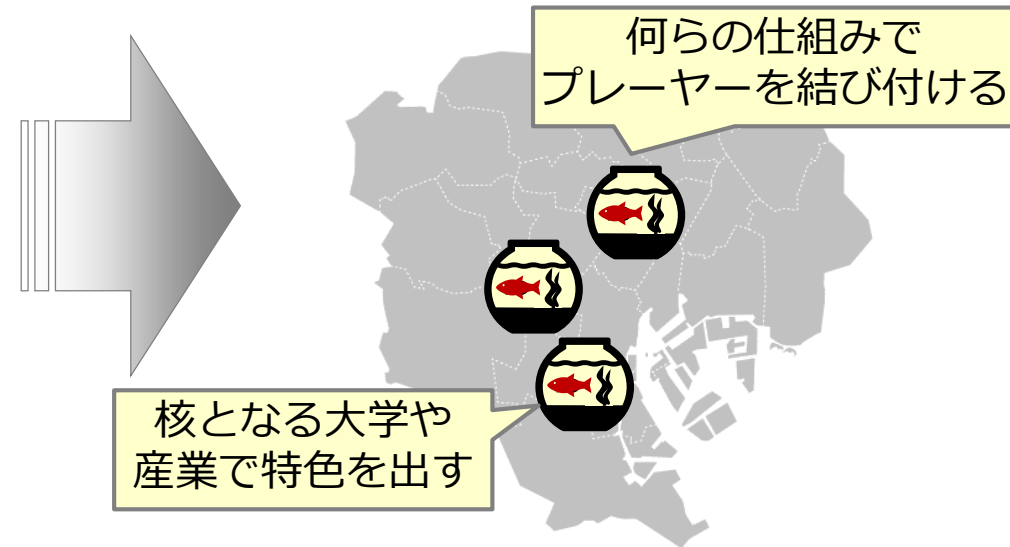 何らの仕組みで
プレーヤーを結び付ける
核となる大学や
産業で特色を出す